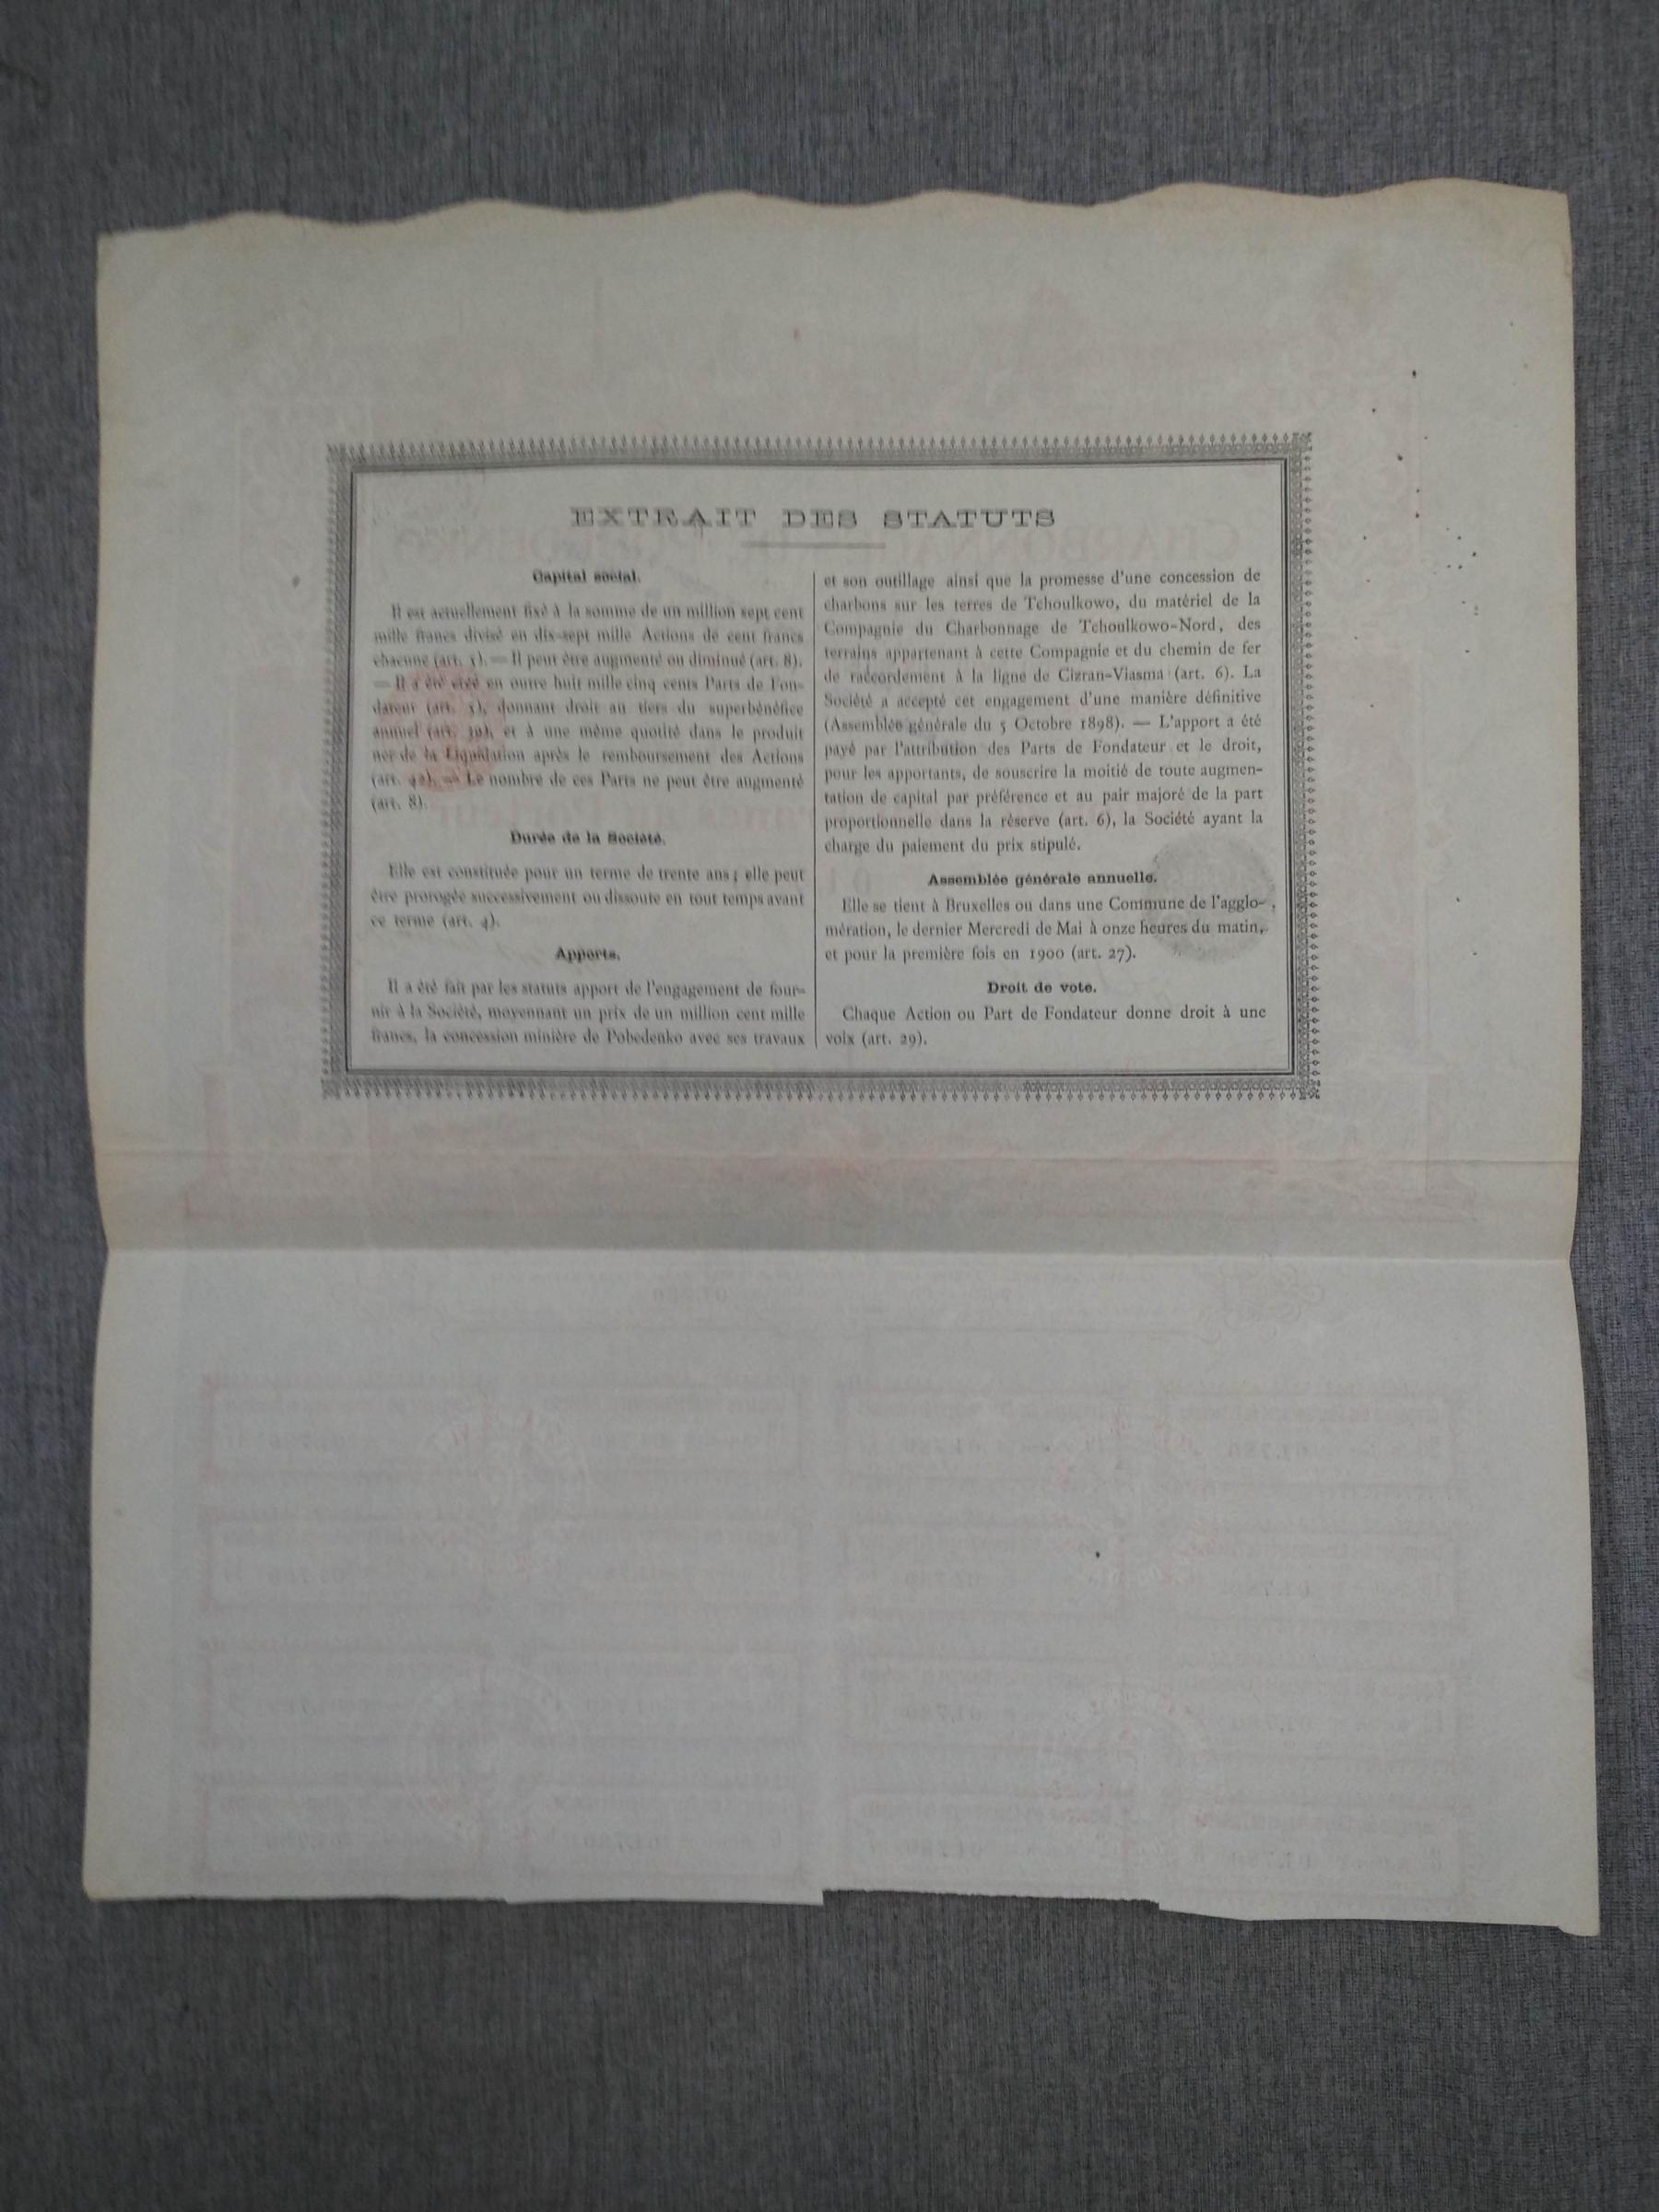 EXTRAIT DES STATUTS
Capital social.
Il est actuellement fixé à la somme de un million sept cent
mille francs divisé en dix-sept mille Actions de cent francs
chacune (art. 5). — Il peut être augmenté ou diminué (art. 8).
— Il a été créé en outre huit mille cinq cents Parts de Fon-
dateur (art. 5), donnant droit au tiers du superbénéfice
annuel (art. 39), et à une même quotité dans le produit
net de la Liquidation après le remboursement des Actions
(art. 42). — Le nombre de ces Parts ne peut être augmenté
(art. 8).
Durée de la Société.
Elle est constituée pour un terme de trente ans; elle peut
être prorogée successivement ou dissoute en tout temps avant
ce terme (art. 4).
Apports.
Il a été fait par les statuts apport de l'engagement de four-
nir à la Société, moyennant un prix de un million cent mille
francs, la concession minière de Pobedenko avec ses travaux
et son outillage ainsi que la promesse d'une concession de
charbons sur les terres de Tchoulkowo, du matériel de la
Compagnie du Charbonnage de Tchoulkowo-Nord, des
terrains appartenant à cette Compagnie et du chemin de fer
de raccordement à la ligne de Cizran-Viasma (art. 6). La
Société a accepté cet engagement d'une manière définitive
(Assemblée générale du 5 Octobre 1898). — L'apport a été
payé par l'attribution des Parts de Fondateur et le droit,
pour les apportants, de souscrire la moitié de toute augmen-
tation de capital par préférence et au pair majoré de la part
proportionnelle dans la réserve (art. 6), la Société ayant la
charge du paiement du prix stipulé.
Assemblée générale annuelle.
Elle se tient à Bruxelles ou dans une Commune de l'agglo-
mération, le dernier Mercredi de Mai à onze heures du matin,
et pour la première fois en 1900 (art. 27).
Droit de vote.
Chaque Action ou Part de Fondateur donne droit à une
voix (art. 29).